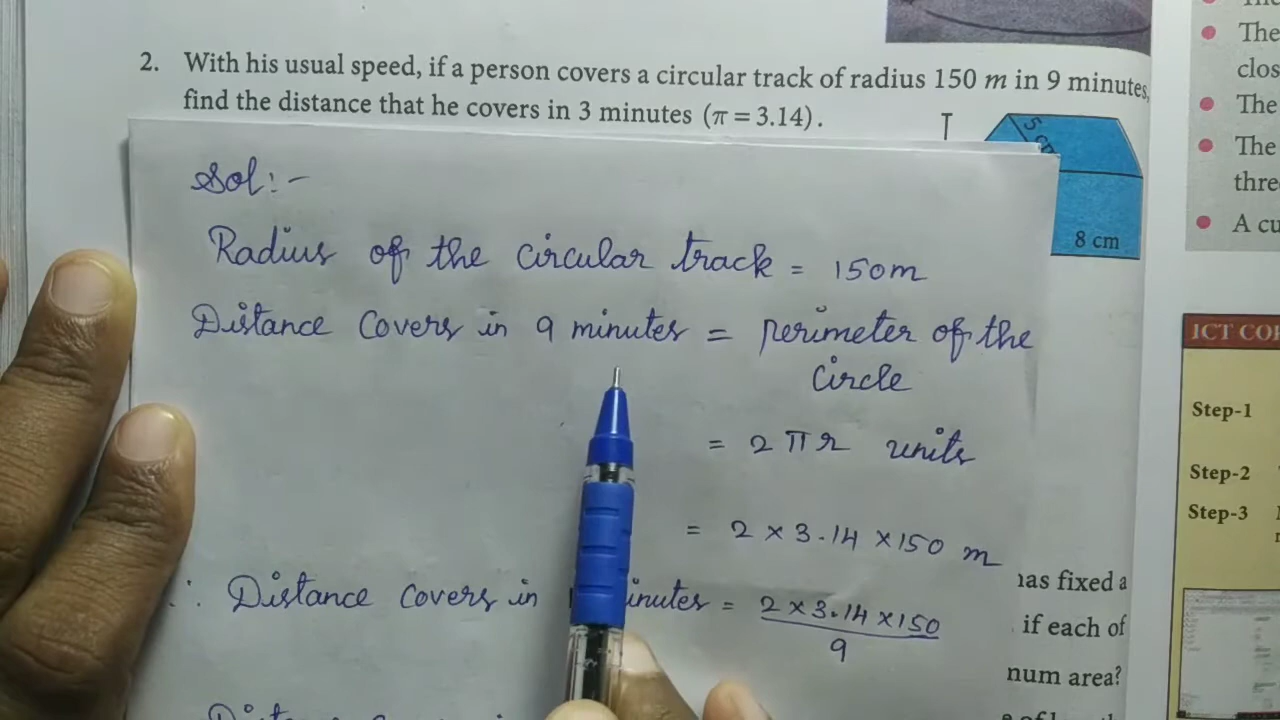 2. With his usual speed, if a person covers a circular track of radius 150 m in 9 minutes,
find the distance that he covers in 3 minutes (π = 3.14).
Sol:-
Radius of the circular track = 150m
Distance Covers in 9 minutes = perimeter of the
Circle
= 2πr units
= 2 × 3.14 × 150 m
∴ Distance covers in inutes = 2 × 3.14 × 150
9
5 cm
8 cm
The
clos
The
The
thre
A cu
ICT CO
Step-1
Step-2
Step-3
has fixed a
if each of
num area?